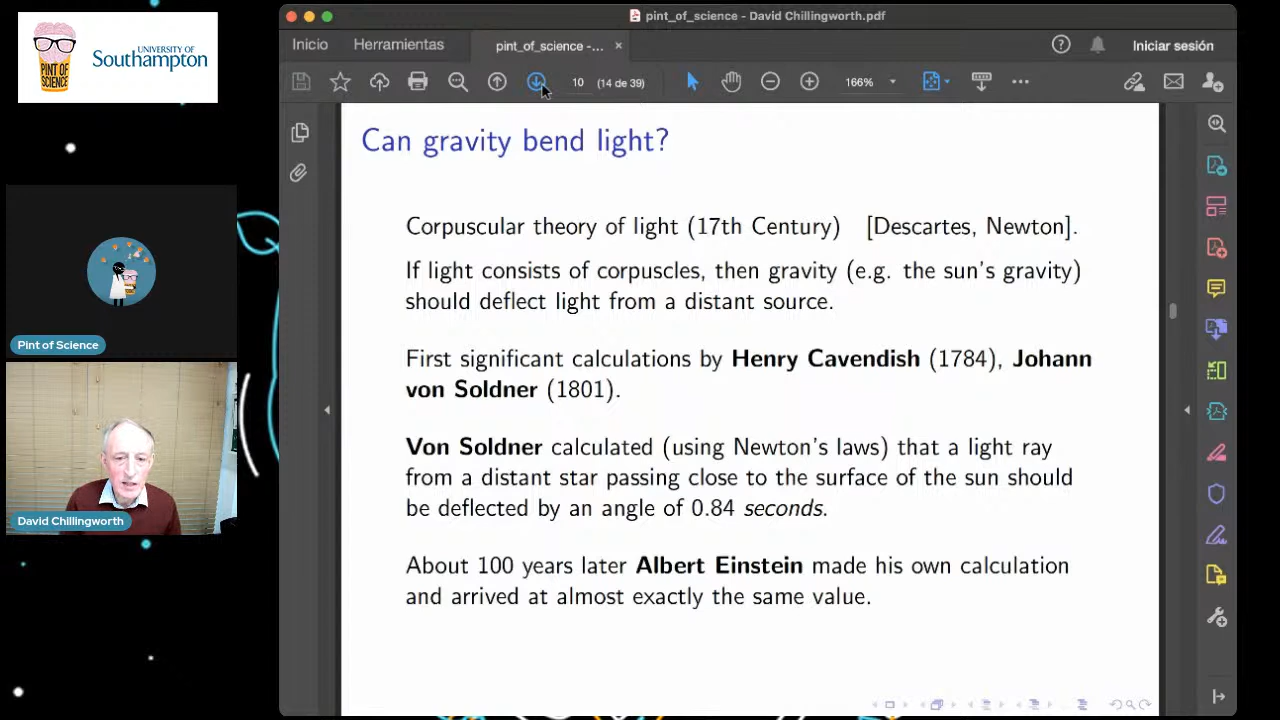 PINT OF
SCIENCE
UNIVERSITY OF
Southampton
Pint of Science
David Chillingworth
pint_of_science - David Chillingworth.pdf
Inicio
Herramientas
pint_of_science -... ×
?
Iniciar sesión
10 (14 de 39)
166%
Can gravity bend light?
Corpuscular theory of light (17th Century) [Descartes, Newton].
If light consists of corpuscles, then gravity (e.g. the sun's gravity)
should deflect light from a distant source.
First significant calculations by Henry Cavendish (1784), Johann
von Soldner (1801).
Von Soldner calculated (using Newton's laws) that a light ray
from a distant star passing close to the surface of the sun should
be deflected by an angle of 0.84 seconds.
About 100 years later Albert Einstein made his own calculation
and arrived at almost exactly the same value.